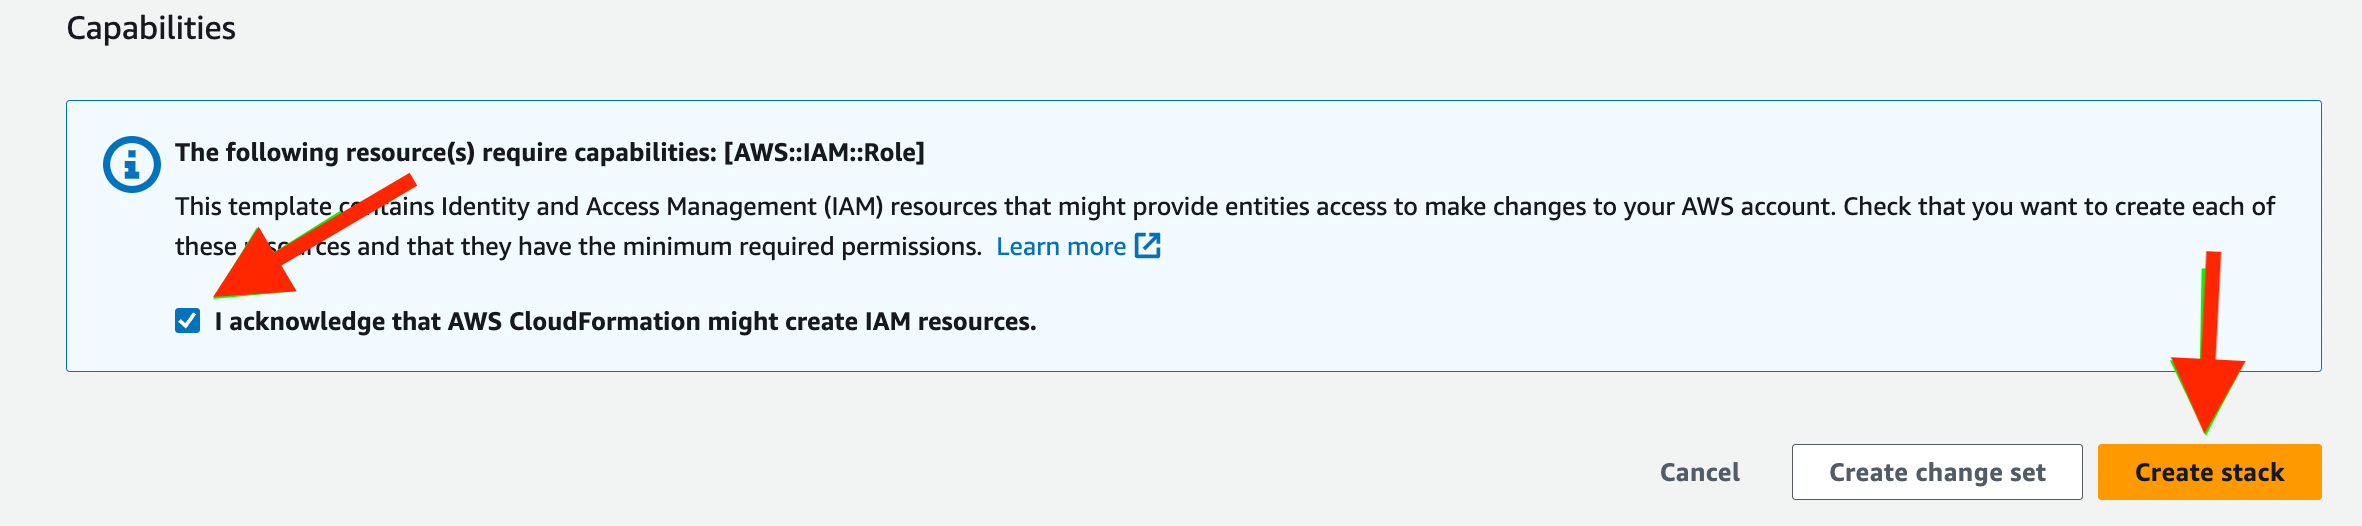 Capabilities
The following resource(s) require capabilities: [AWS::IAM::Role]
This template contains Identity and Access Management (IAM) resources that might provide entities access to make changes to your AWS account. Check that you want to create each of
these resources and that they have the minimum required permissions. Learn more
I acknowledge that AWS CloudFormation might create IAM resources.
Cancel Create change set Create stack